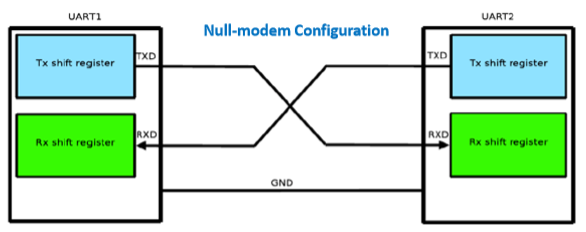 UART1
Null-modem Configuration
UART2
Tx shift register
TXD
TXD
Tx shift register
Rx shift register
RXD
RXD
Rx shift register
GND